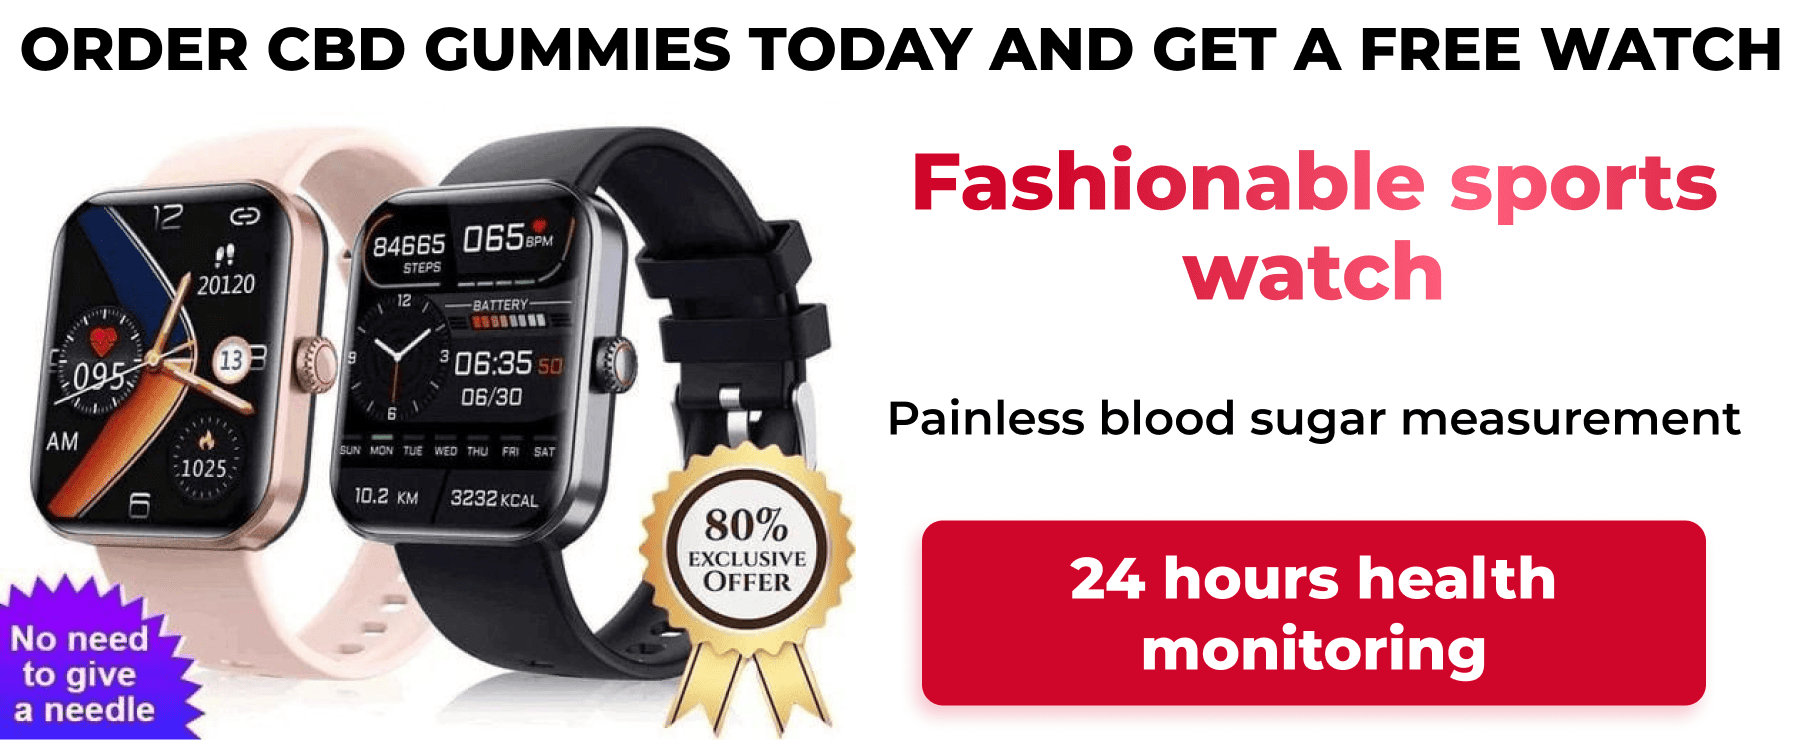 ORDER CBD GUMMIES TODAY AND GET A FREE WATCH
Fashionable sports
watch
Painless blood sugar measurement
24 hours health
monitoring
12
20120
095
13
AM
1025
6
84665
STEPS
065 BPM
12
3
6
9
BATTERY
06:35 50
06/30
SUN MON TUE WED THU FRI SAT
10.2 KM
3232 KCAL
80%
EXCLUSIVE
OFFER
No need
to give
a needle